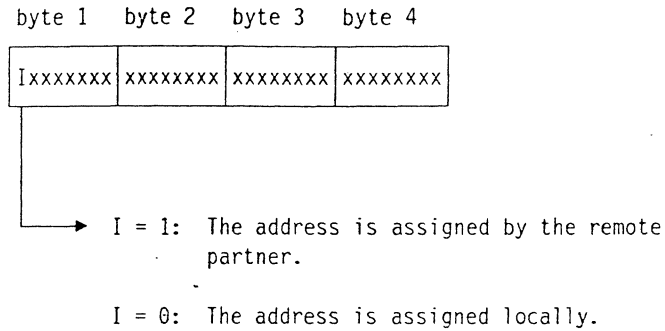 byte 1 byte 2 byte 3 byte 4
Ixxxxxxx xxxxxxxx xxxxxxxx xxxxxxxx
I = 1: The address is assigned by the remote
partner.
I = 0: The address is assigned locally.